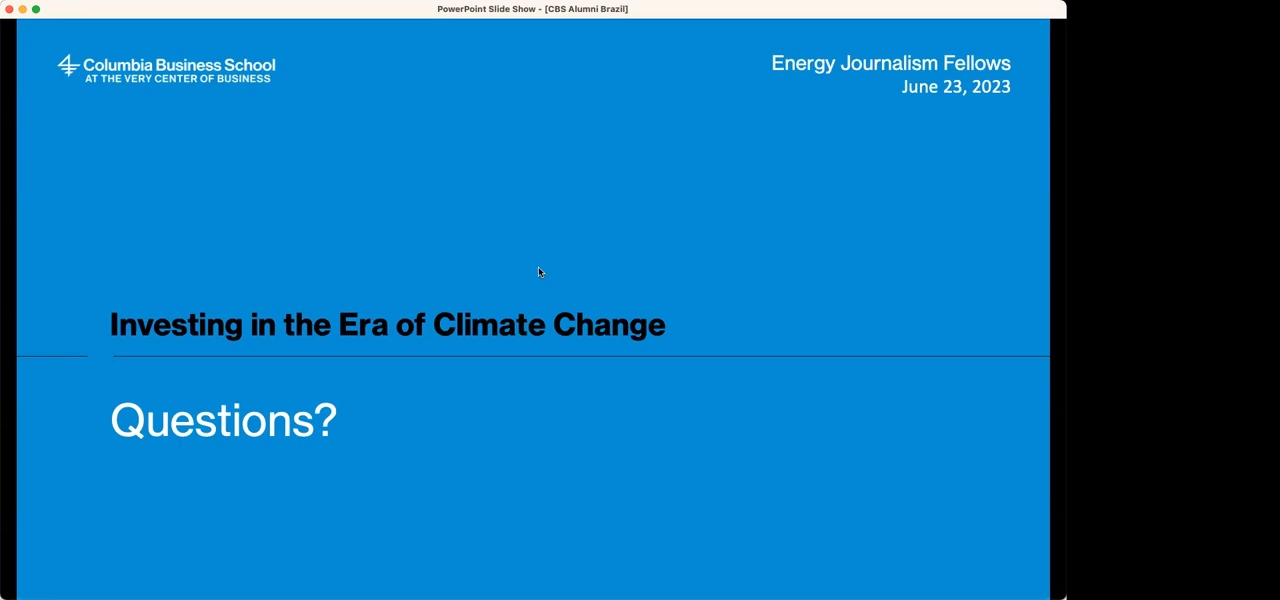 PowerPoint Slide Show - [CBS Alumni Brazil]
Columbia Business School
AT THE VERY CENTER OF BUSINESS
Energy Journalism Fellows
June 23, 2023
Investing in the Era of Climate Change
Questions?